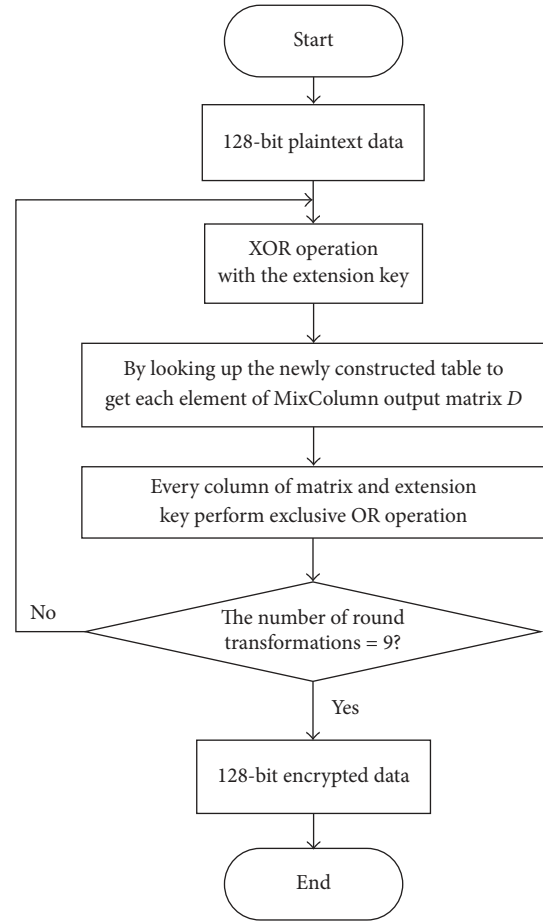 Start
128-bit plaintext data
XOR operation
with the extension key
By looking up the newly constructed table to
get each element of MixColumn output matrix D
Every column of matrix and extension
key perform exclusive OR operation
No
The number of round
transformations = 9?
Yes
128-bit encrypted data
End